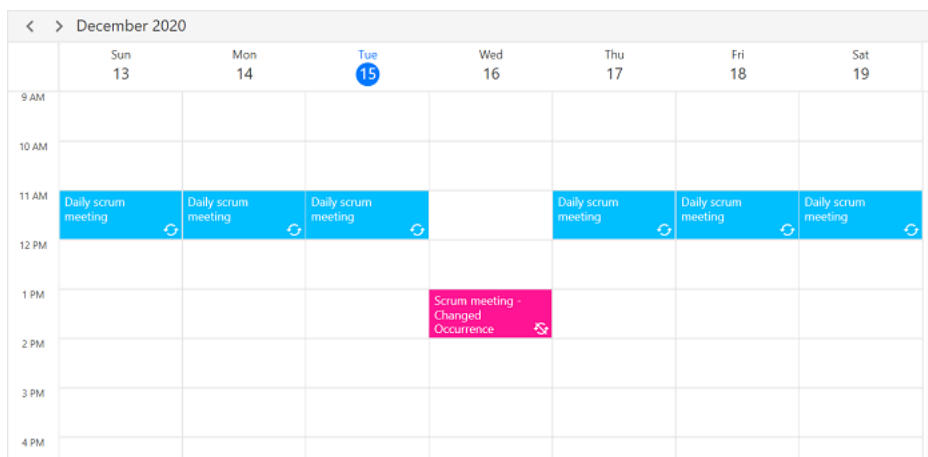 December 2020
Sun Mon Tue Wed Thu Fri Sat
13 14 15 16 17 18 19
9 AM
10 AM
11 AM
Daily scrum
meeting
Daily scrum
meeting
Daily scrum
meeting
Daily scrum
meeting
Daily scrum
meeting
Daily scrum
meeting
12 PM
1 PM
Scrum meeting -
Changed
Occurrence
2 PM
3 PM
4 PM